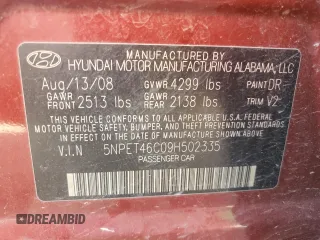 MANUFACTURED BY
HYUNDAI MOTOR MANUFACTURING ALABAMA, LLC
Aug/13/08 GVWR 4299 lbs PAINT DR
GAWR FRONT 2513 lbs GAWR REAR 2138 lbs TRIM V2
THIS VEHICLE CONFORMS TO ALL APPLICABLE
FEDERAL MOTOR VEHICLE SAFETY, BUMPER, AND
THEFT PREVENTION STANDARDS IN EFFECT ON
THE DATE OF MANUFACTURE SHOWN ABOVE.
V.I.N 5NPET46C09H502335
PASSENGER CAR
DREAMBID